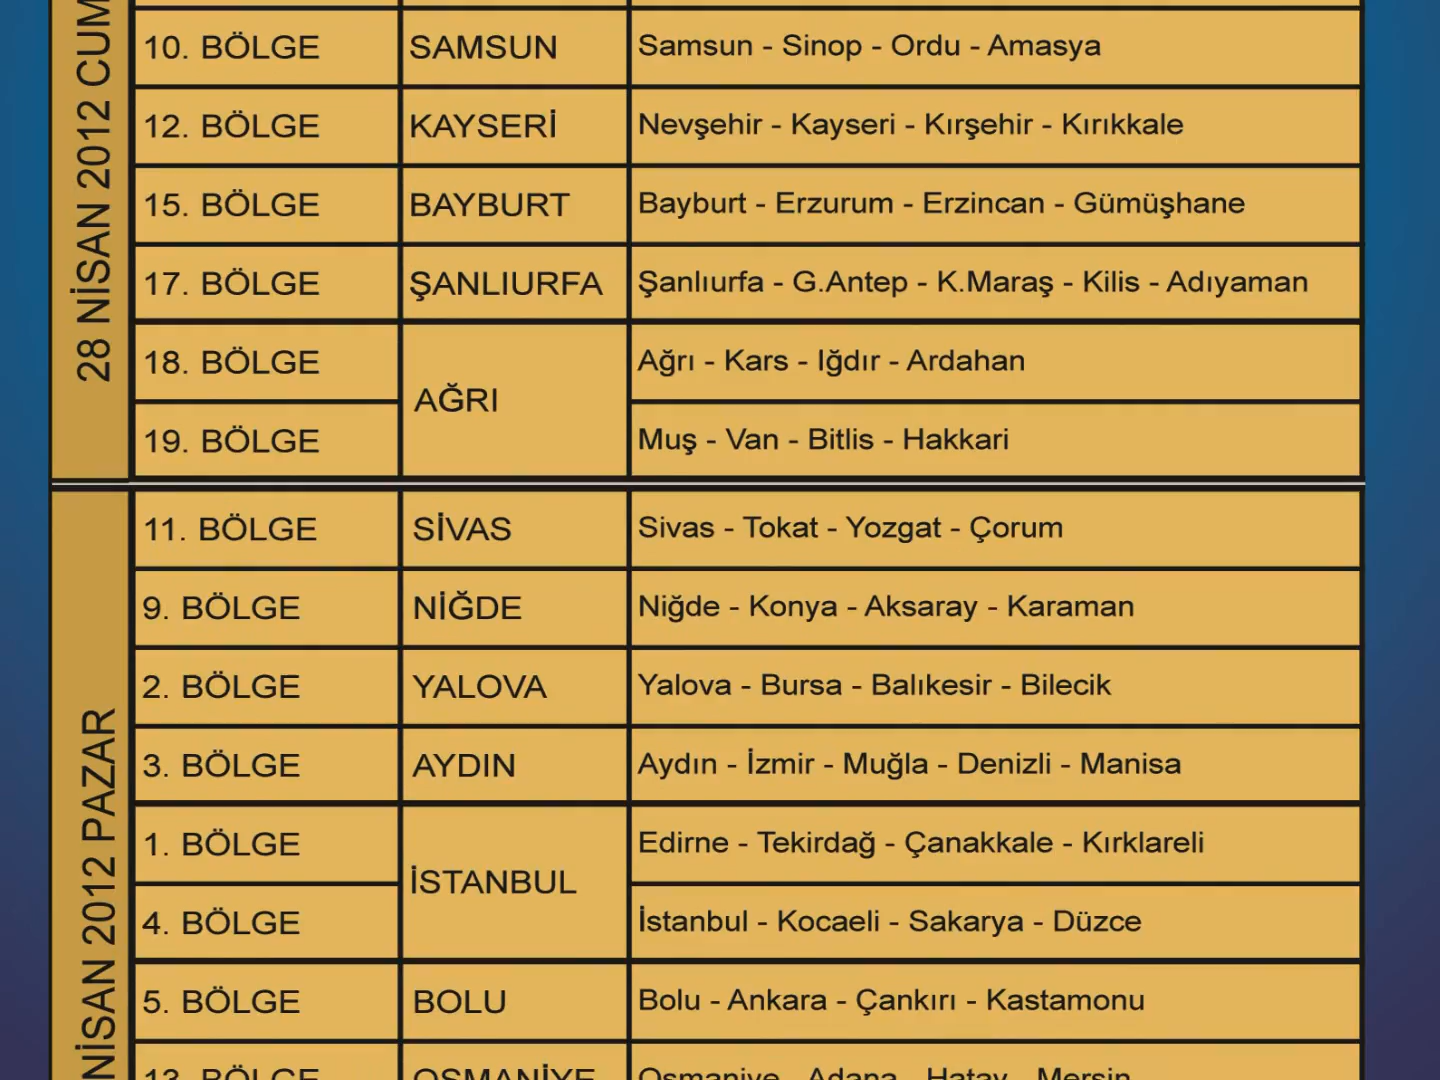 28 NİSAN 2012 CUM
10. BÖLGE SAMSUN Samsun - Sinop - Ordu - Amasya
12. BÖLGE KAYSERİ Nevşehir - Kayseri - Kırşehir - Kırıkkale
15. BÖLGE BAYBURT Bayburt - Erzurum - Erzincan - Gümüşhane
17. BÖLGE ŞANLIURFA Şanlıurfa - G.Antep - K.Maraş - Kilis - Adıyaman
18. BÖLGE AĞRI Ağrı - Kars - Iğdır - Ardahan
19. BÖLGE Muş - Van - Bitlis - Hakkari
NİSAN 2012 PAZAR
11. BÖLGE SİVAS Sivas - Tokat - Yozgat - Çorum
9. BÖLGE NİĞDE Niğde - Konya - Aksaray - Karaman
2. BÖLGE YALOVA Yalova - Bursa - Balıkesir - Bilecik
3. BÖLGE AYDIN Aydın - İzmir - Muğla - Denizli - Manisa
1. BÖLGE İSTANBUL Edirne - Tekirdağ - Çanakkale - Kırklareli
4. BÖLGE İstanbul - Kocaeli - Sakarya - Düzce
5. BÖLGE BOLU Bolu - Ankara - Çankırı - Kastamonu
13. BÖLGE OSMANİYE Osmaniye - Adana - Hatay - Mersin